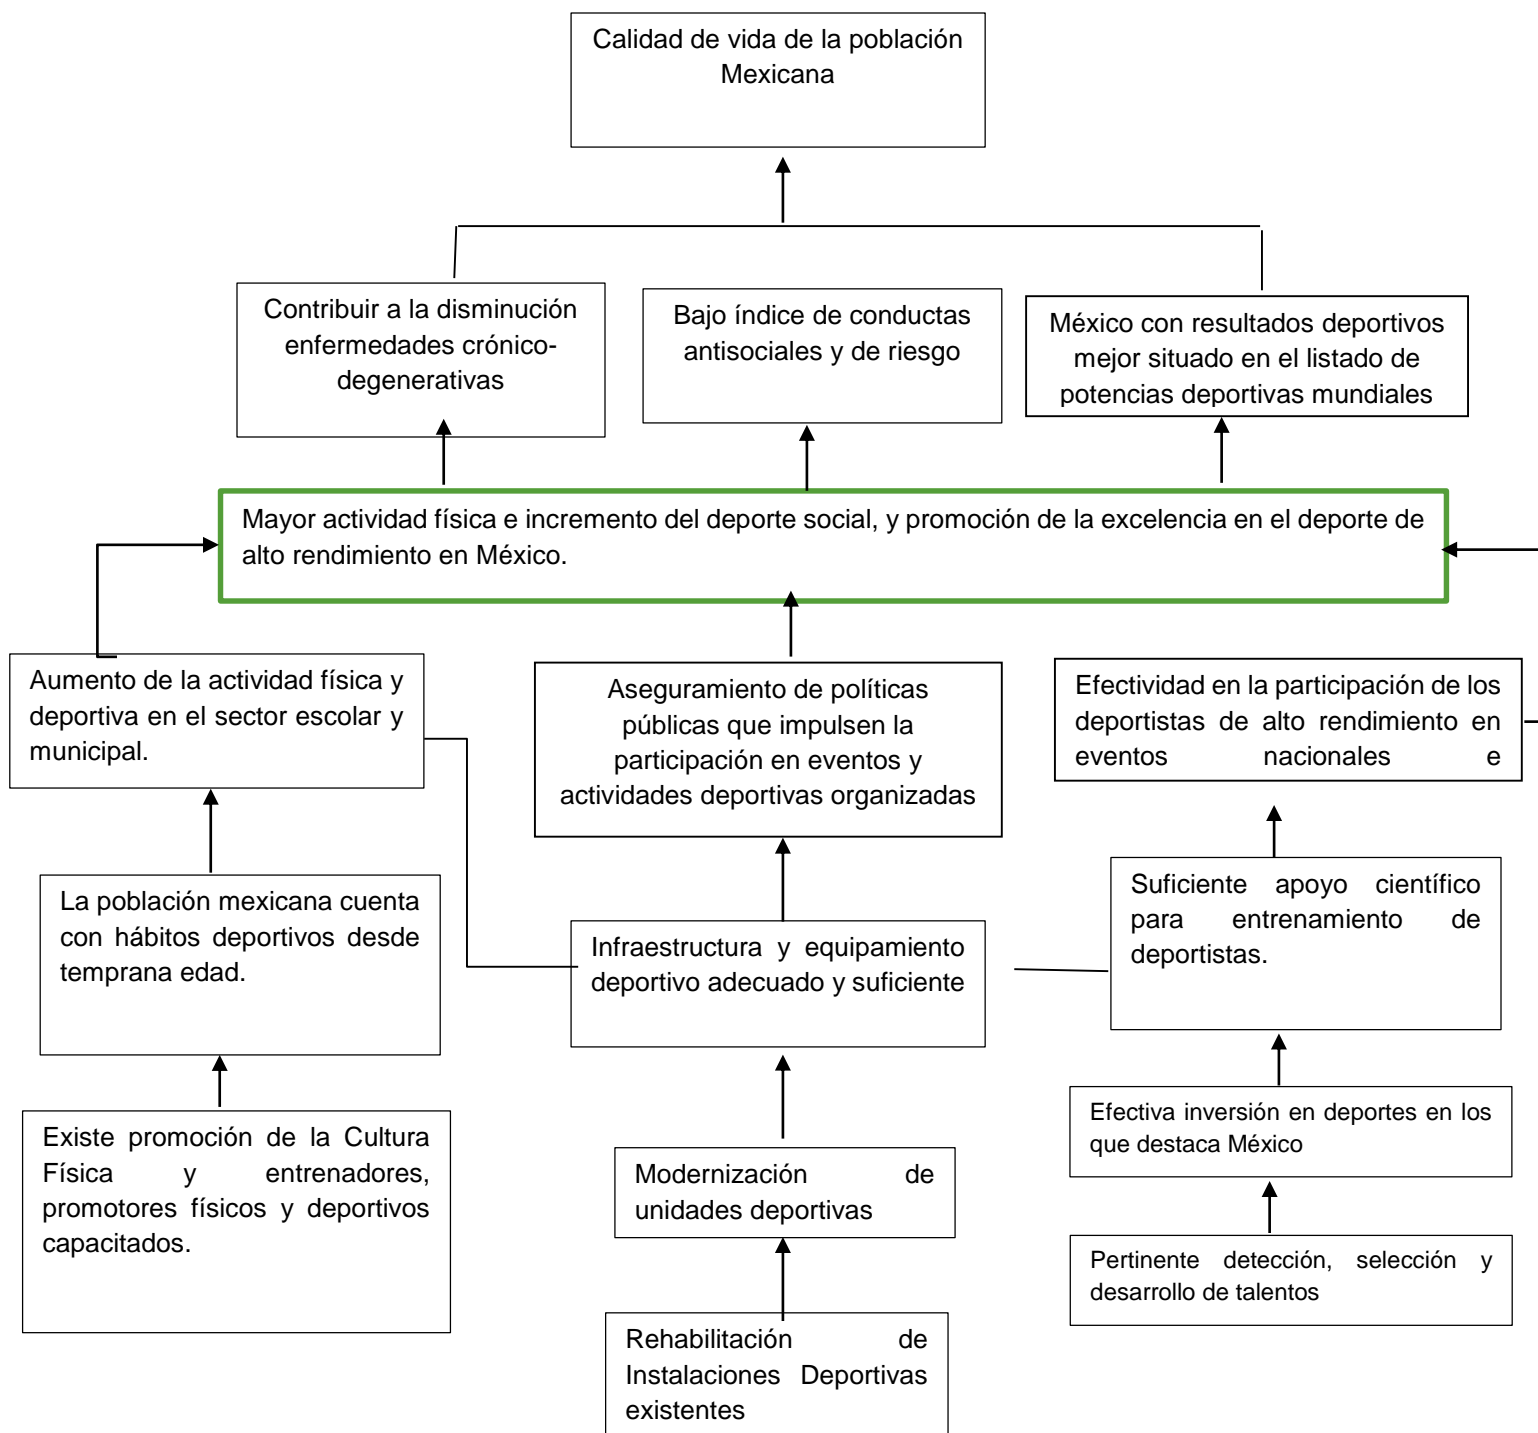 Calidad de vida de la población
Mexicana
Contribuir a la disminución
enfermedades crónico-
degenerativas
Bajo índice de conductas
antisociales y de riesgo
México con resultados deportivos
mejor situado en el listado de
potencias deportivas mundiales
Mayor actividad física e incremento del deporte social, y promoción de la excelencia en el deporte de
alto rendimiento en México.
Aumento de la actividad física y
deportiva en el sector escolar y
municipal.
Aseguramiento de políticas
públicas que impulsen la
participación en eventos y
actividades deportivas organizadas
Efectividad en la participación de los
deportistas de alto rendimiento en
eventos nacionales e
La población mexicana cuenta
con hábitos deportivos desde
temprana edad.
Infraestructura y equipamiento
deportivo adecuado y suficiente
Suficiente apoyo científico
para entrenamiento de
deportistas.
Existe promoción de la Cultura
Física y entrenadores,
promotores físicos y deportivos
capacitados.
Modernización de
unidades deportivas
Efectiva inversión en deportes en los
que destaca México
Pertinente detección, selección y
desarrollo de talentos
Rehabilitación de
Instalaciones Deportivas
existentes